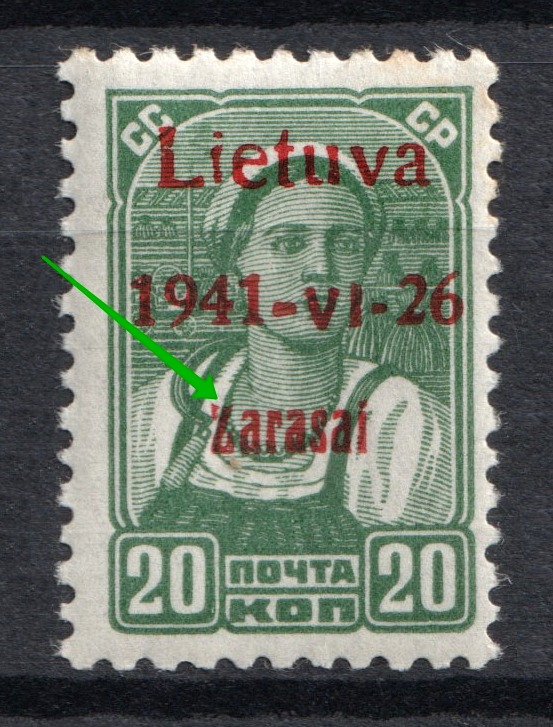 СС СР
Lietuva
1941-VI-26
Zarasai
20 ПОЧТА 20
КОП